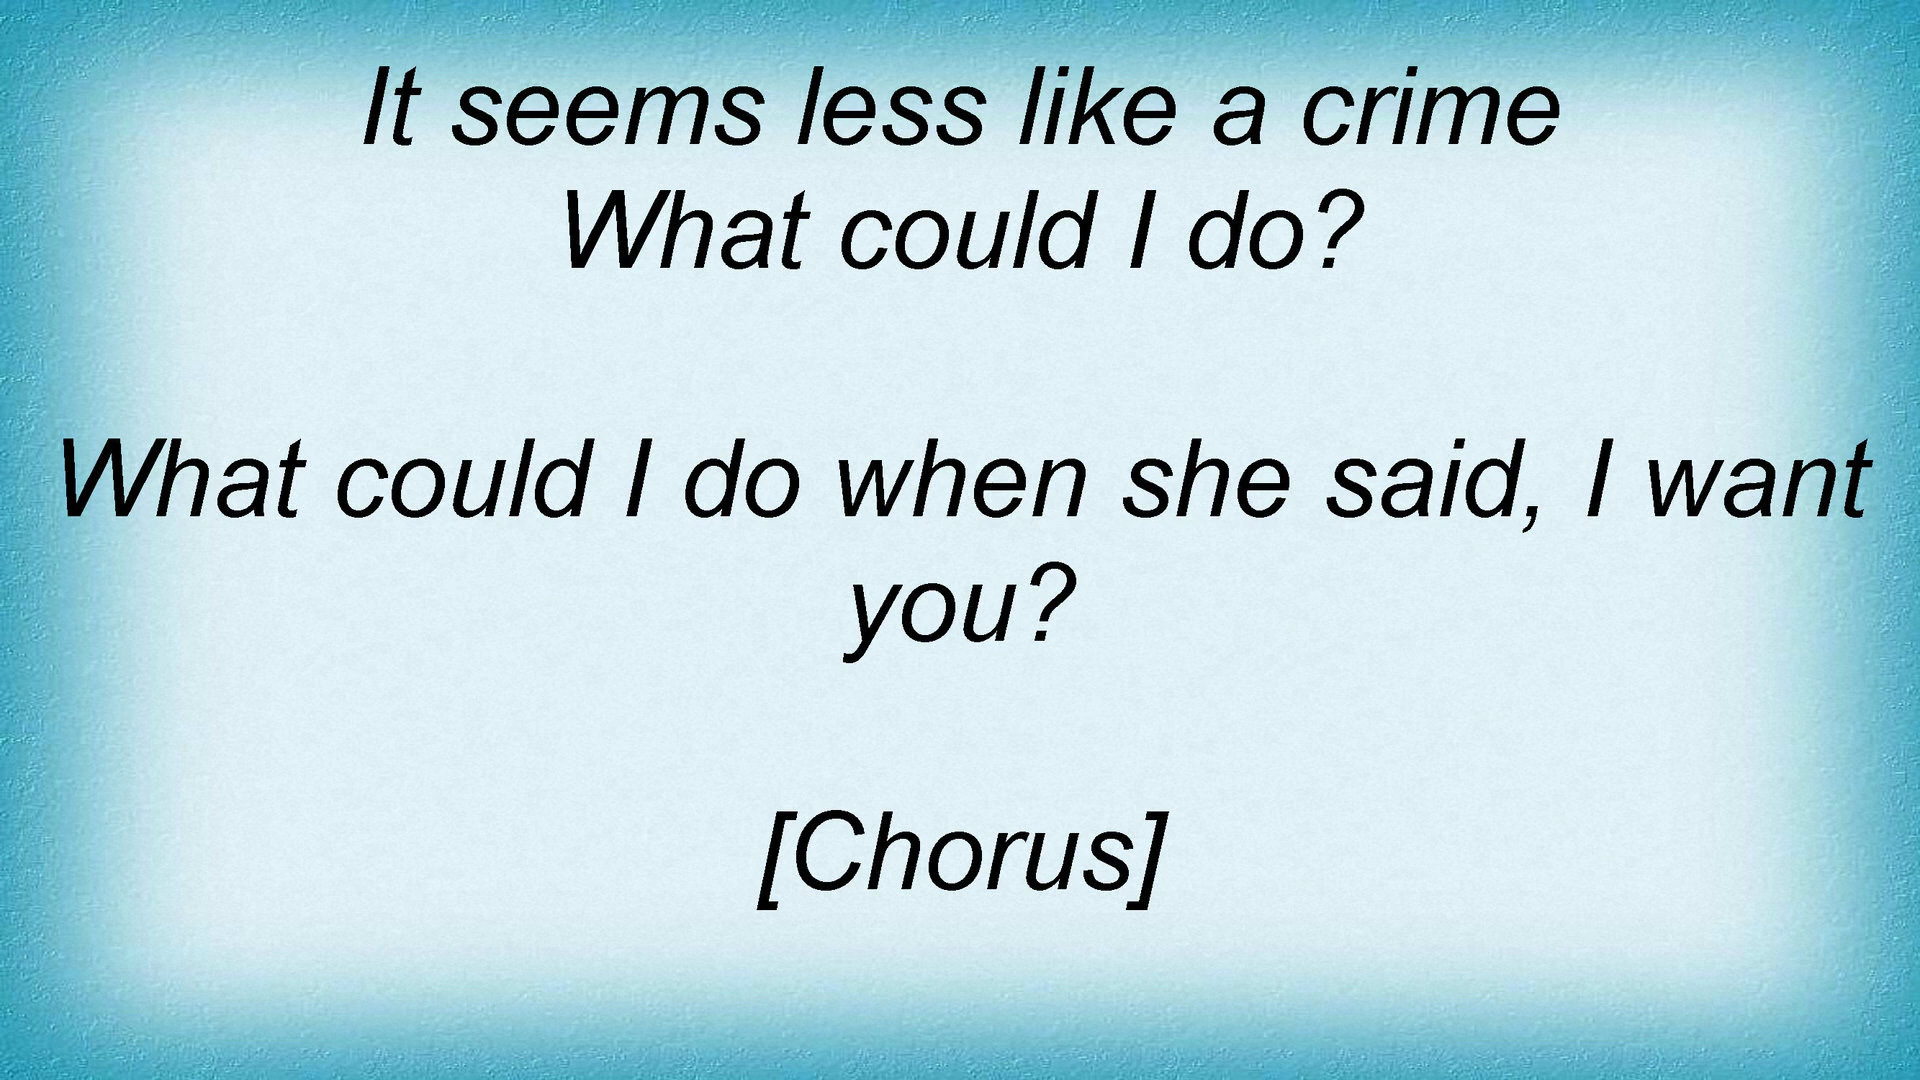 It seems less like a crime
What could I do?
What could I do when she said, I want
you?
[Chorus]